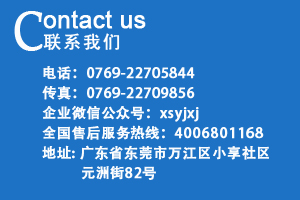 Contact us
联系我们
电话：0769-22705844
传真：0769-22709856
企业微信公众号：xsyjxj
全国售后服务热线：4006801168
地址: 广东省东莞市万江区小享社区
元洲街82号